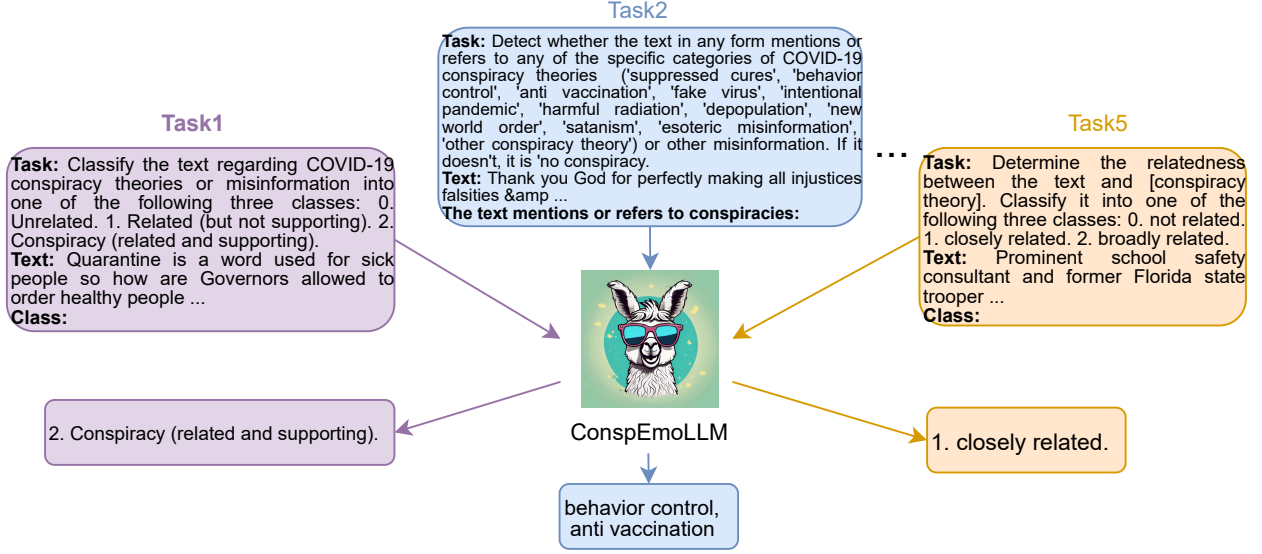 Task2
Task: Detect whether the text in any form mentions or
refers to any of the specific categories of COVID-19
conspiracy theories ('suppressed cures', 'behavior
control', 'anti vaccination', 'fake virus', 'intentional
pandemic', 'harmful radiation', 'depopulation', 'new
world order', 'satanism', 'esoteric misinformation',
'other conspiracy theory') or other misinformation. If it
doesn't, it is 'no conspiracy.
Text: Thank you God for perfectly making all injustices
falsities &amp ...
The text mentions or refers to conspiracies:
Task1
Task: Classify the text regarding COVID-19
conspiracy theories or misinformation into
one of the following three classes: 0.
Unrelated. 1. Related (but not supporting). 2.
Conspiracy (related and supporting).
Text: Quarantine is a word used for sick
people so how are Governors allowed to
order healthy people ...
Class:
...
Task5
Task: Determine the relatedness
between the text and [conspiracy
theory]. Classify it into one of the
following three classes: 0. not related.
1. closely related. 2. broadly related.
Text: Prominent school safety
consultant and former Florida state
trooper ...
Class:
ConspEmoLLM
2. Conspiracy (related and supporting).
1. closely related.
behavior control,
anti vaccination